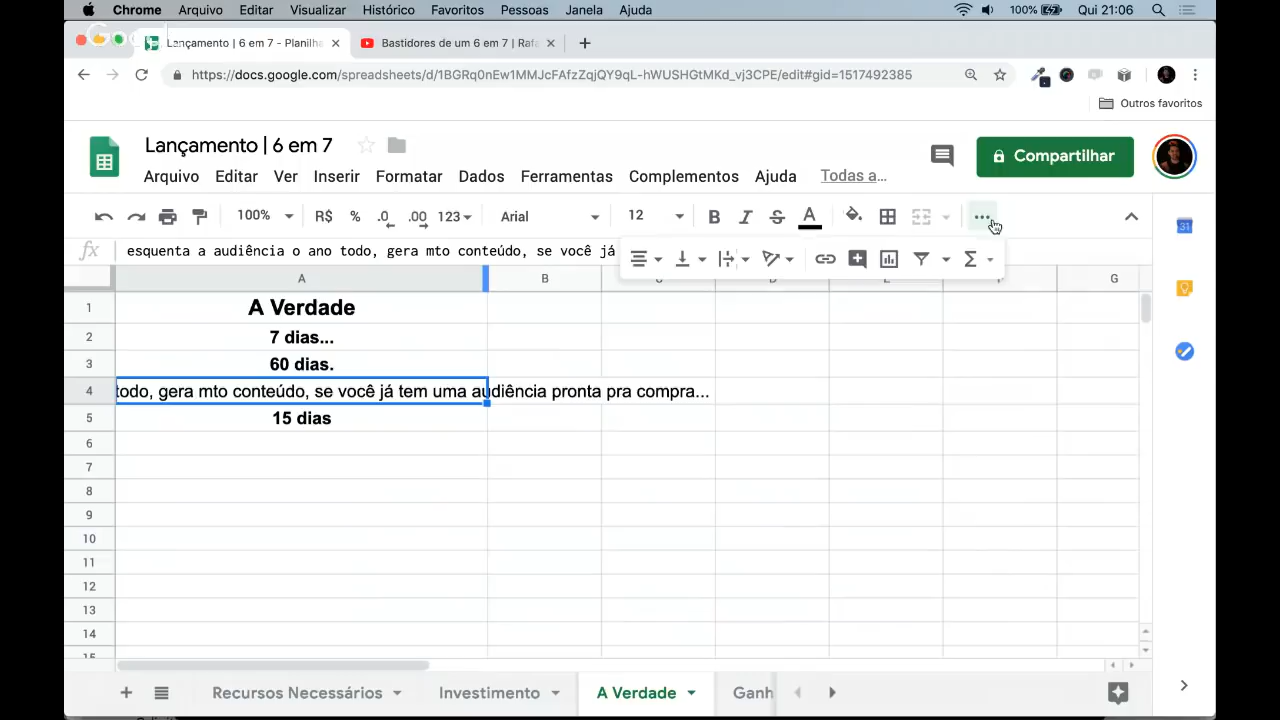 Chrome Arquivo Editar Visualizar Histórico Favoritos Pessoas Janela Ajuda 100% Qui 21:06
Lançamento | 6 em 7 - Planilha Bastidores de um 6 em 7 | Rafa
https://docs.google.com/spreadsheets/d/1BGRq0nEw1MMJcFAfzZqjQY9qL-hWUSHGtMKd_vj3CPE/edit#gid=1517492385
Outros favoritos
Lançamento | 6 em 7
Compartilhar
Arquivo Editar Ver Inserir Formatar Dados Ferramentas Complementos Ajuda Todas a...
100% R$ % .0 .00 123 Arial 12 B I S A ...
fx esquenta a audiência o ano todo, gera mto conteúdo, se você já
31
A B C D E F G
1 A Verdade
2 7 dias...
3 60 dias.
4 todo, gera mto conteúdo, se você já tem uma audiência pronta pra compra...
5 15 dias
6
7
8
9
10
11
12
13
14
15
+ Recursos Necessários Investimento A Verdade Ganh